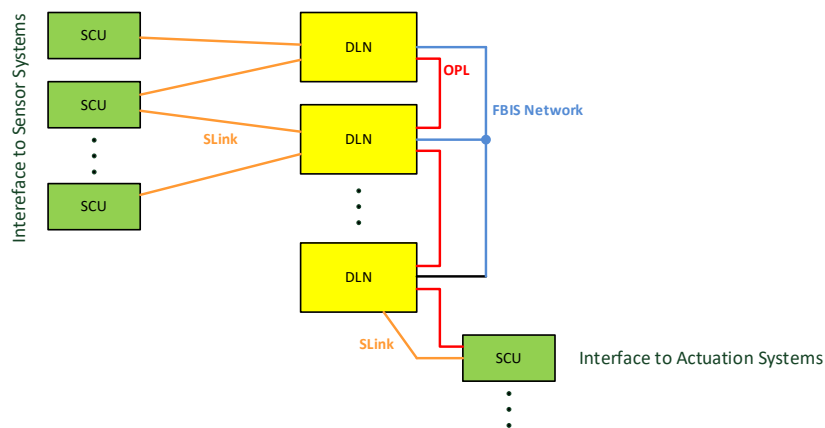 Intereface to Sensor Systems
SCU
DLN
OPL
SCU
FBIS Network
SLink
DLN
SCU
DLN
SLink
SCU
Interface to Actuation Systems